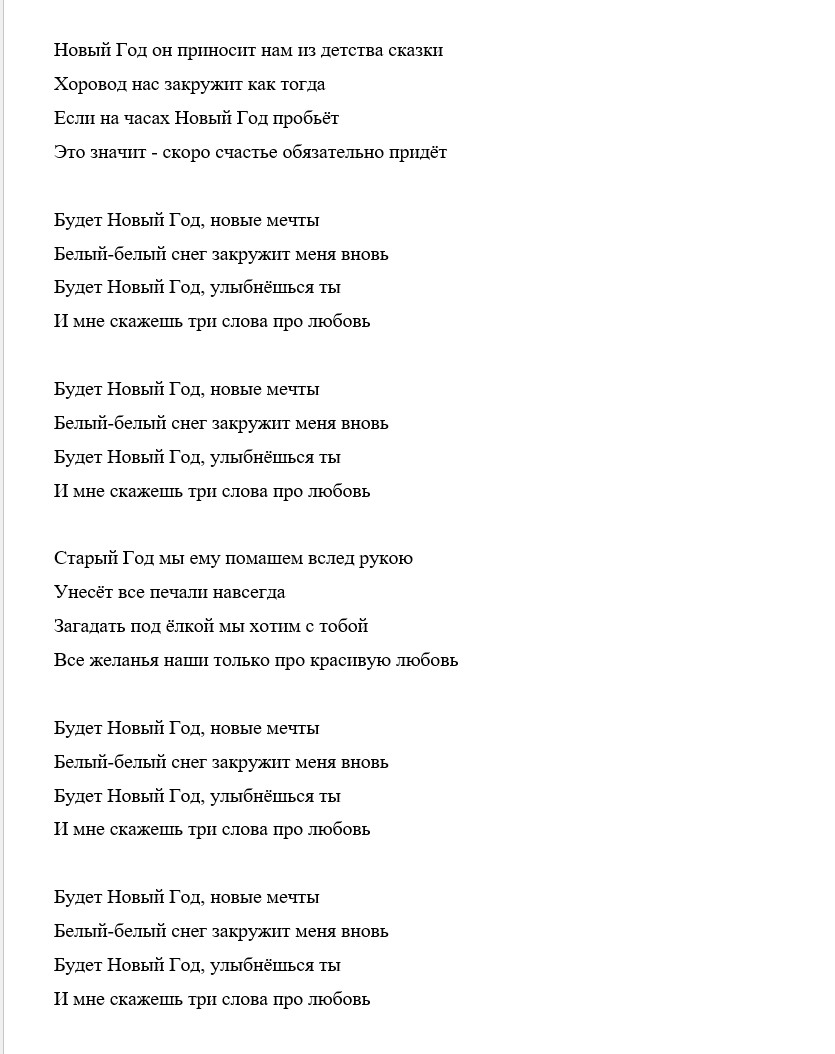 Новый Год он приносит нам из детства сказки
Хоровод нас закружит как тогда
Если на часах Новый Год пробьёт
Это значит - скоро счастье обязательно придёт
Будет Новый Год, новые мечты
Белый-белый снег закружит меня вновь
Будет Новый Год, улыбнёшься ты
И мне скажешь три слова про любовь
Будет Новый Год, новые мечты
Белый-белый снег закружит меня вновь
Будет Новый Год, улыбнёшься ты
И мне скажешь три слова про любовь
Старый Год мы ему помашем вслед рукою
Унесёт все печали навсегда
Загадать под ёлкой мы хотим с тобой
Все желанья наши только про красивую любовь
Будет Новый Год, новые мечты
Белый-белый снег закружит меня вновь
Будет Новый Год, улыбнёшься ты
И мне скажешь три слова про любовь
Будет Новый Год, новые мечты
Белый-белый снег закружит меня вновь
Будет Новый Год, улыбнёшься ты
И мне скажешь три слова про любовь